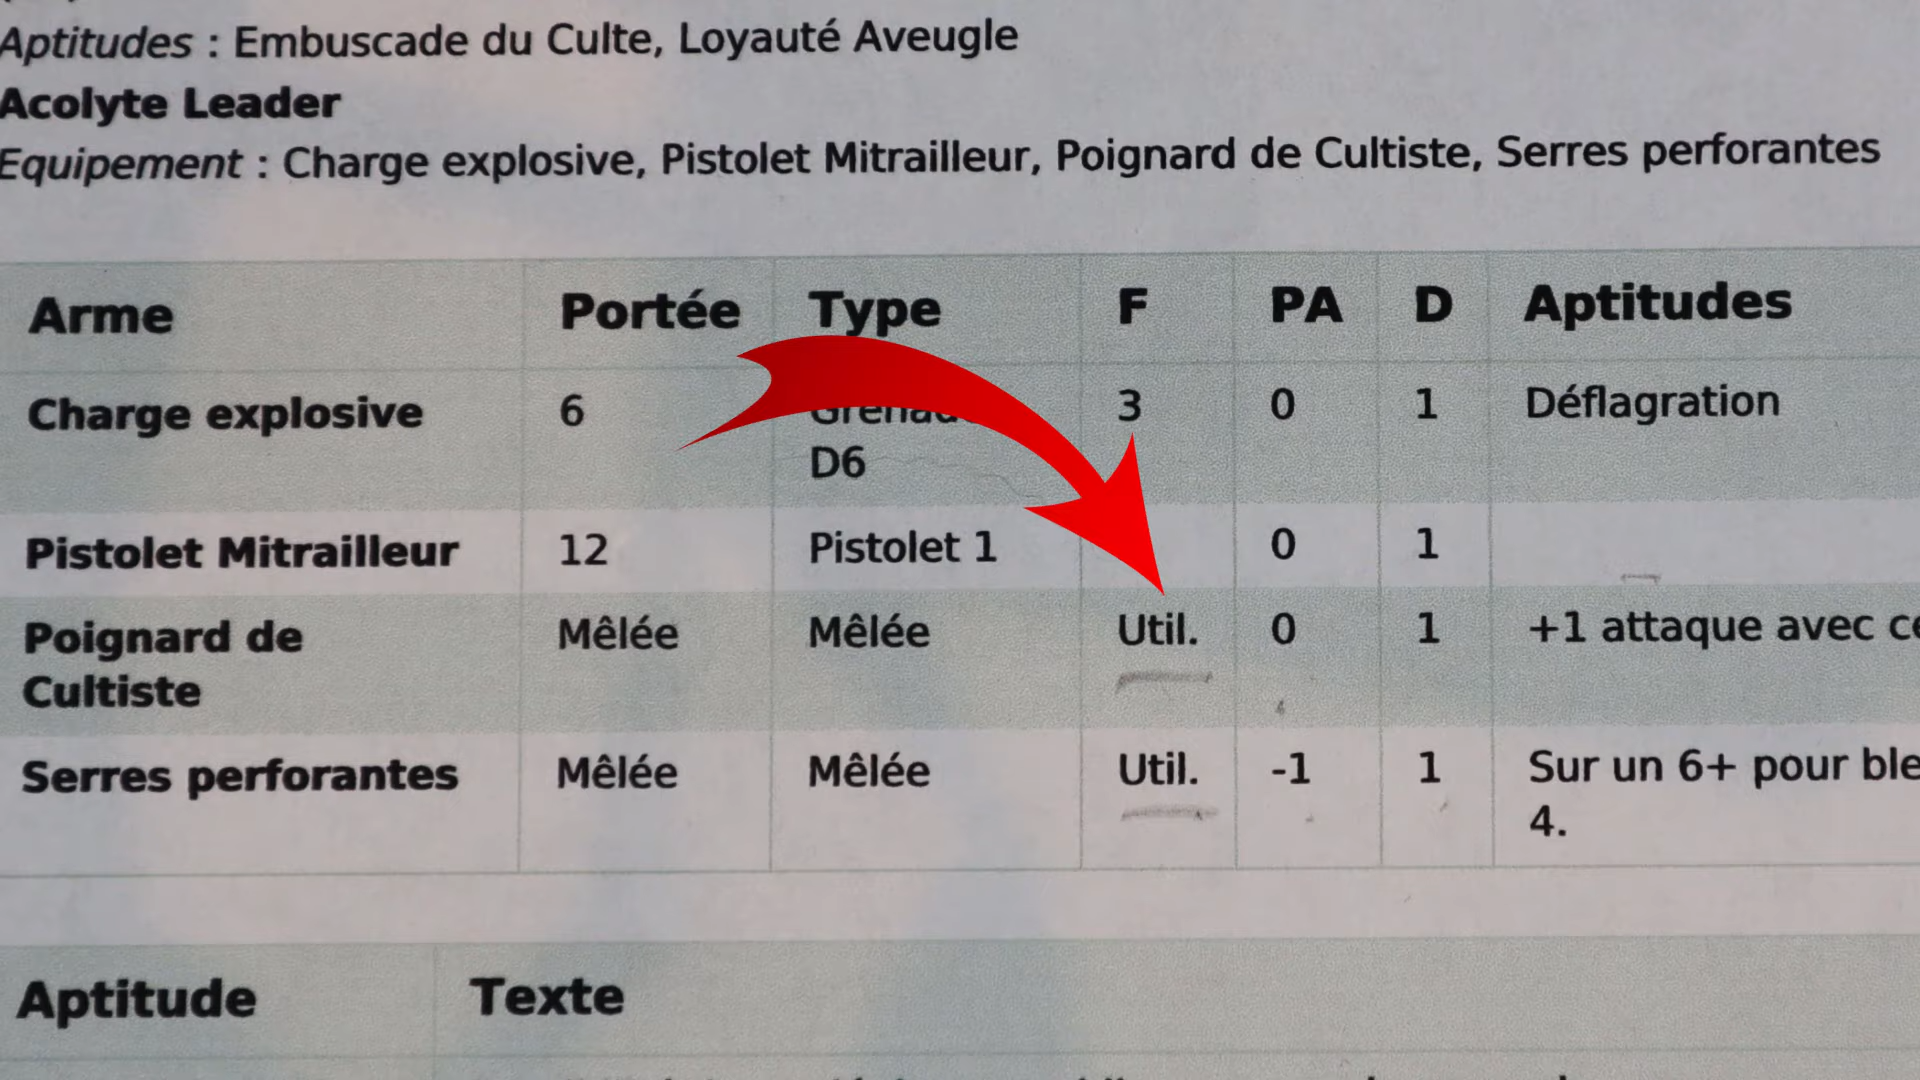 Aptitudes : Embuscade du Culte, Loyauté Aveugle
Acolyte Leader
Equipement : Charge explosive, Pistolet Mitrailleur, Poignard de Cultiste, Serres perforantes
Arme Portée Type F PA D Aptitudes
Charge explosive 6 3 0 1 Déflagration
D6
Pistolet Mitrailleur 12 Pistolet 1 0 1
Poignard de Mêlée Mêlée Util. 0 1 +1 attaque avec
Cultiste
Serres perforantes Mêlée Mêlée Util. -1 1 Sur un 6+ pour
4.
Aptitude Texte